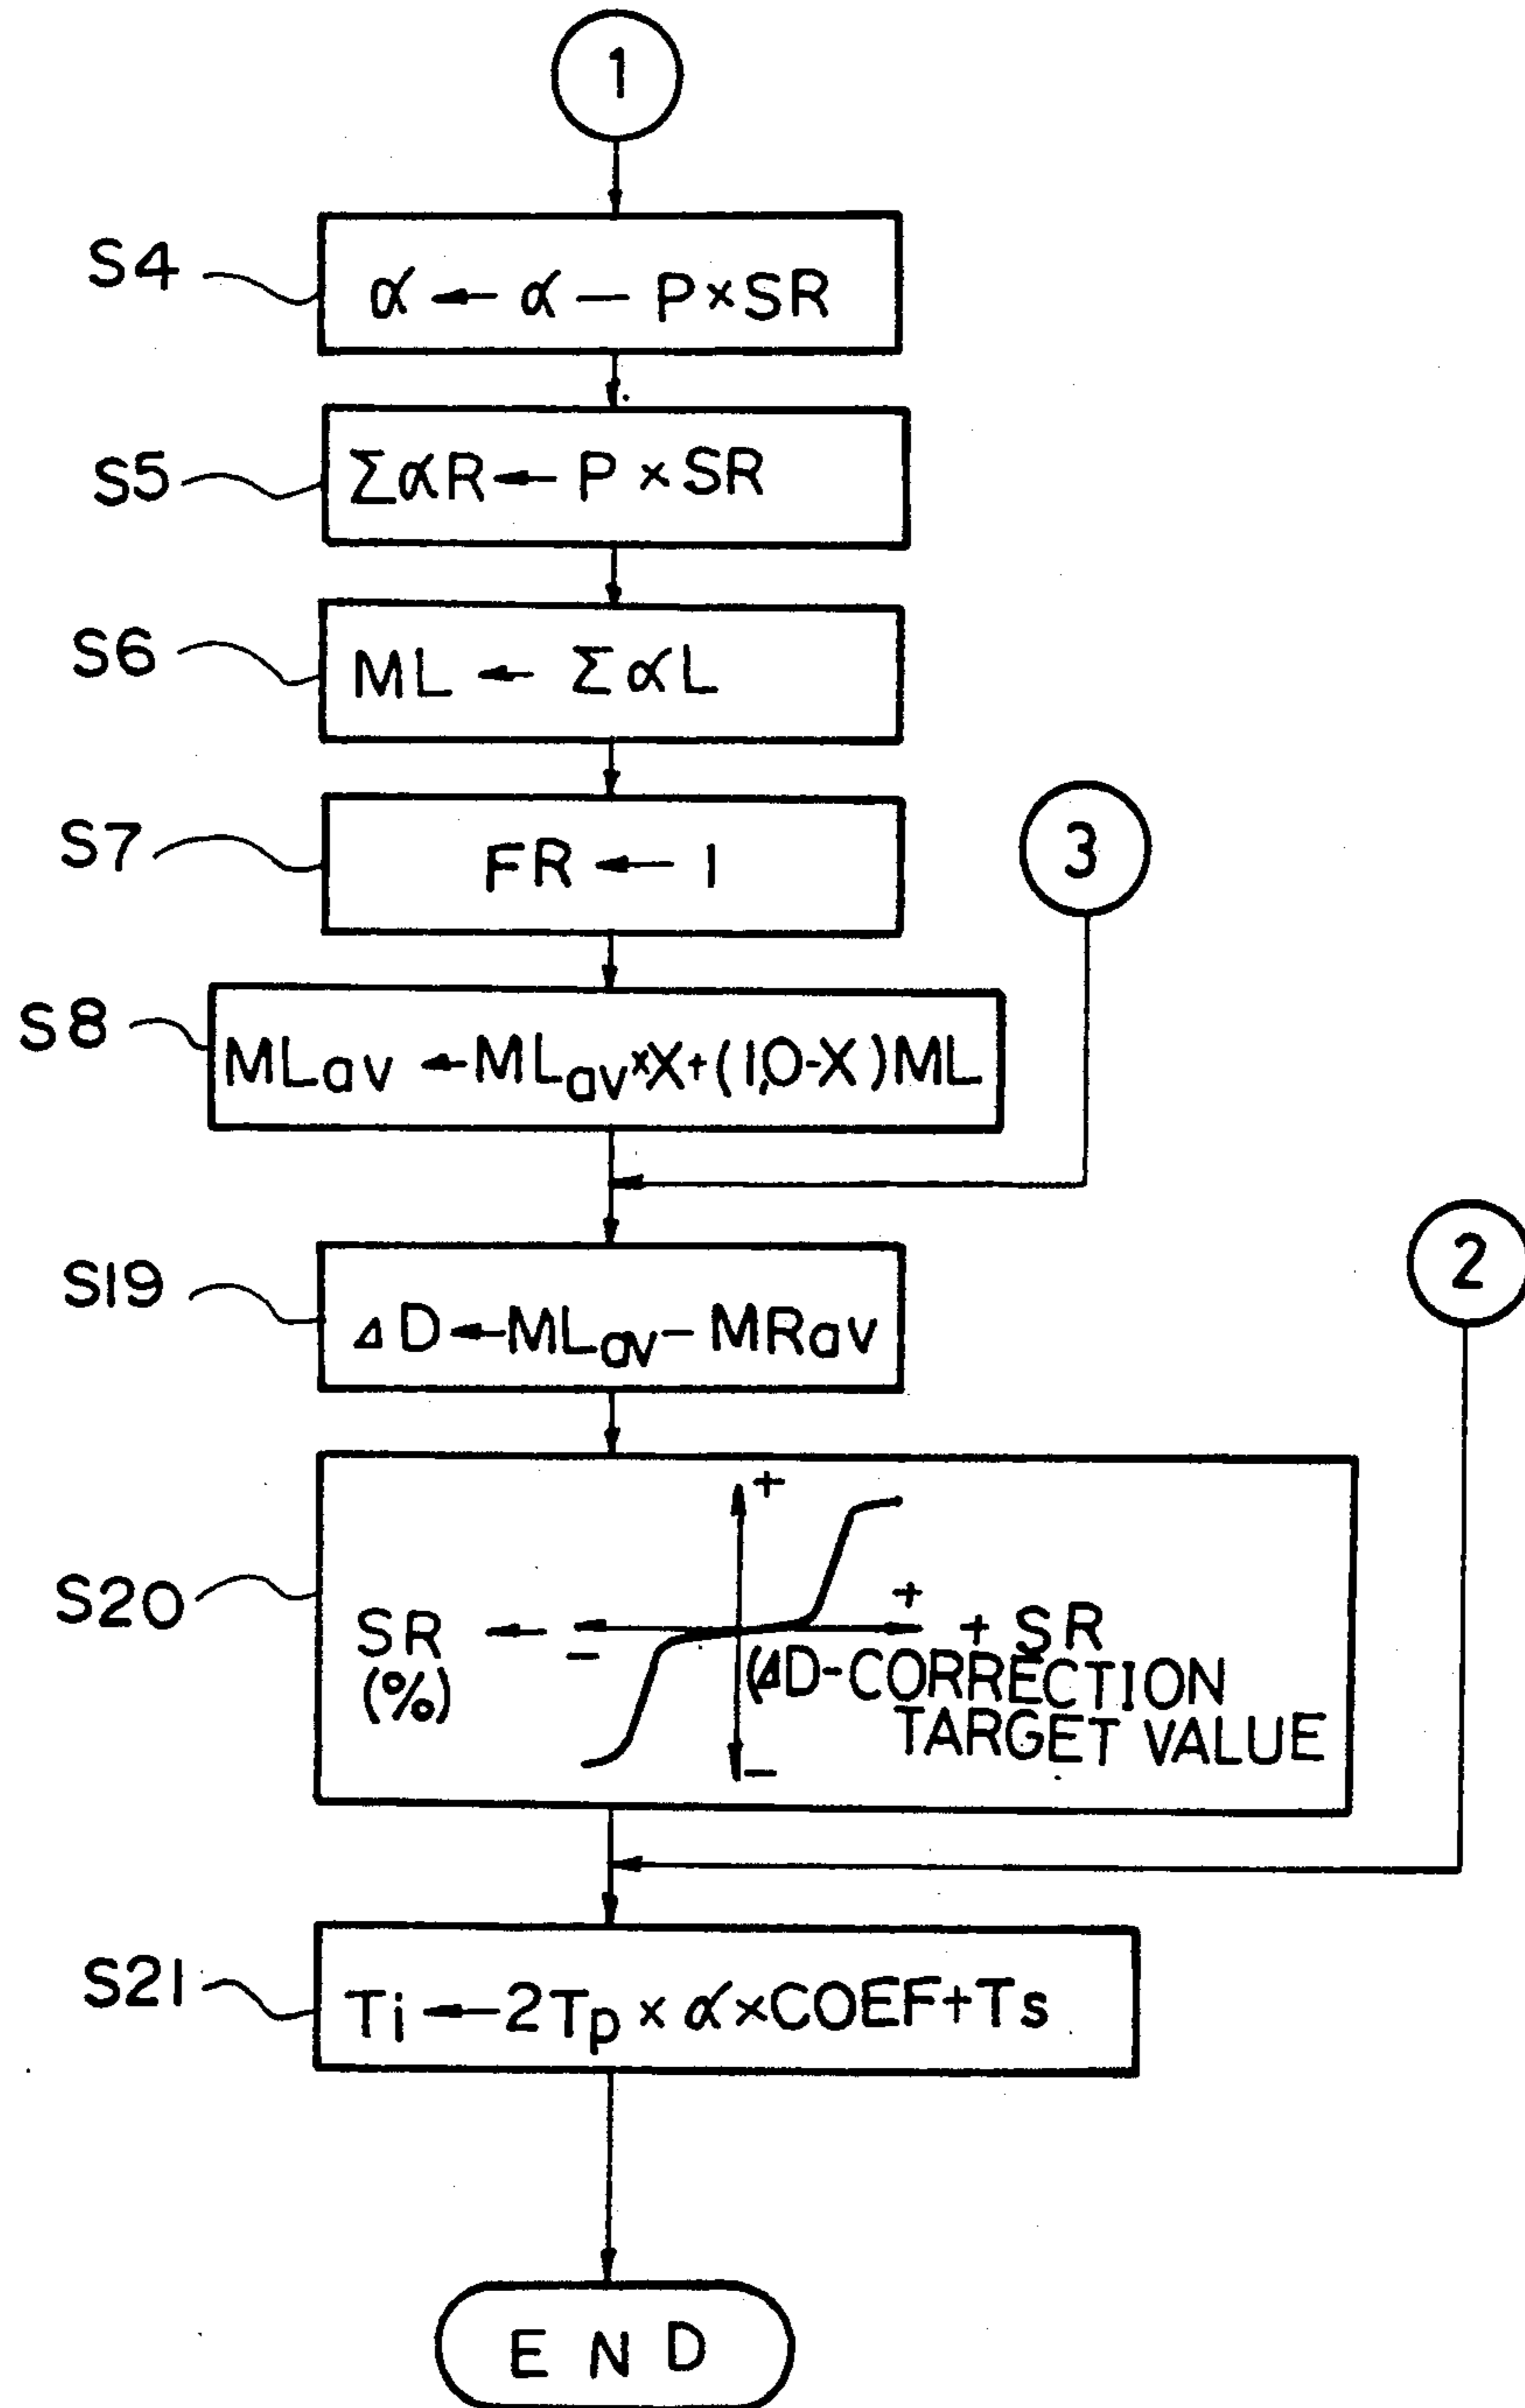 1
S4
α ← α — P×SR
S5
ΣαR ← P × SR
S6
ML ← ΣαL
S7
FR ← 1
3
S8
MLav ← MLav×X+(1,0-X)ML
S19
ΔD ← MLav - MRav
2
S20
+
+
SR ← − + SR
(%)
(ΔD-CORRECTION
TARGET VALUE
−
S21
Ti ← 2Tp × α × COEF+Ts
END